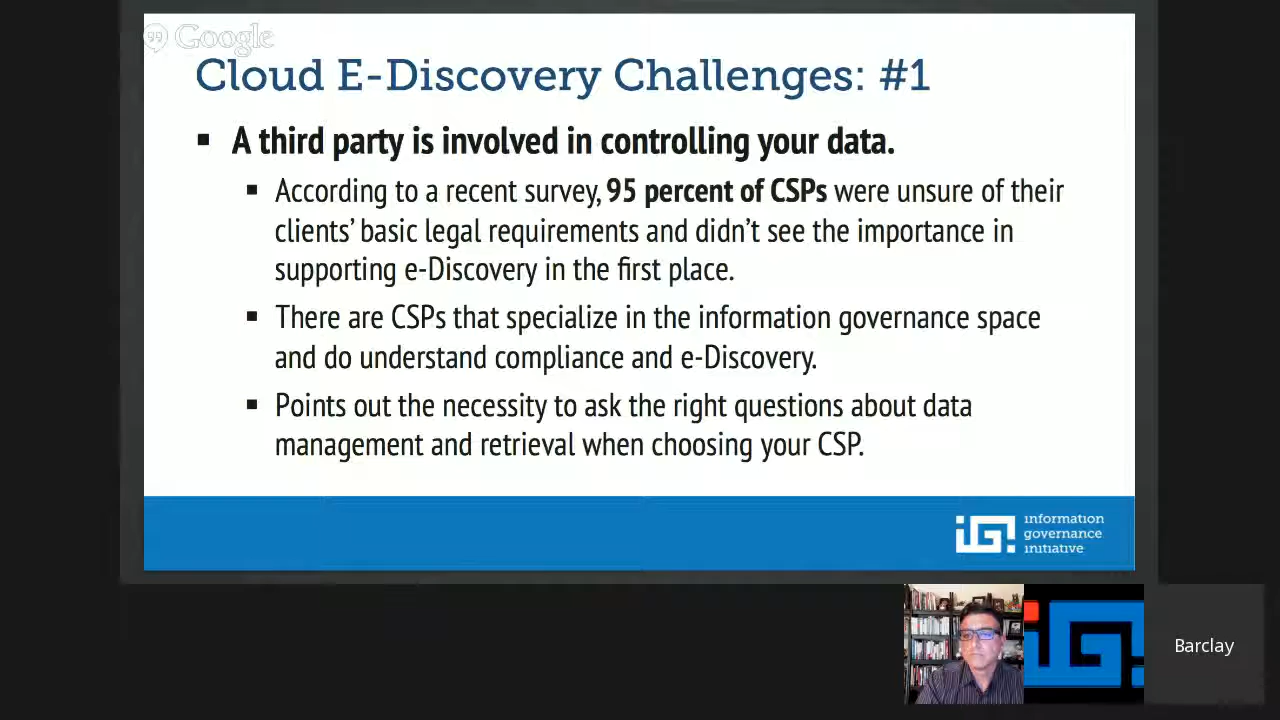 Google
Cloud E-Discovery Challenges: #1
▪ A third party is involved in controlling your data.
▪ According to a recent survey, 95 percent of CSPs were unsure of their
clients’ basic legal requirements and didn’t see the importance in
supporting e-Discovery in the first place.
▪ There are CSPs that specialize in the information governance space
and do understand compliance and e-Discovery.
▪ Points out the necessity to ask the right questions about data
management and retrieval when choosing your CSP.
iG!
information
governance
initiative
iG!
Barclay